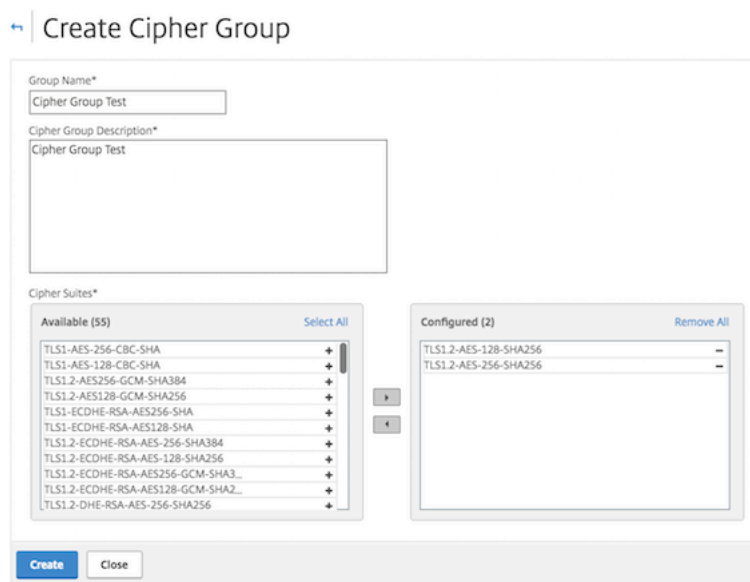 Create Cipher Group
Group Name*
Cipher Group Test
Cipher Group Description*
Cipher Group Test
Cipher Suites*
Available (55) Select All
TLS1-AES-256-CBC-SHA
TLS1-AES-128-CBC-SHA
TLS1.2-AES256-GCM-SHA384
TLS1.2-AES128-GCM-SHA256
TLS1-ECDHE-RSA-AES256-SHA
TLS1-ECDHE-RSA-AES128-SHA
TLS1.2-ECDHE-RSA-AES-256-SHA384
TLS1.2-ECDHE-RSA-AES-128-SHA256
TLS1.2-ECDHE-RSA-AES256-GCM-SHA3...
TLS1.2-ECDHE-RSA-AES128-GCM-SHA2...
TLS1.2-DHE-RSA-AES-256-SHA256
Configured (2) Remove All
TLS1.2-AES-128-SHA256
TLS1.2-AES-256-SHA256
Create Close